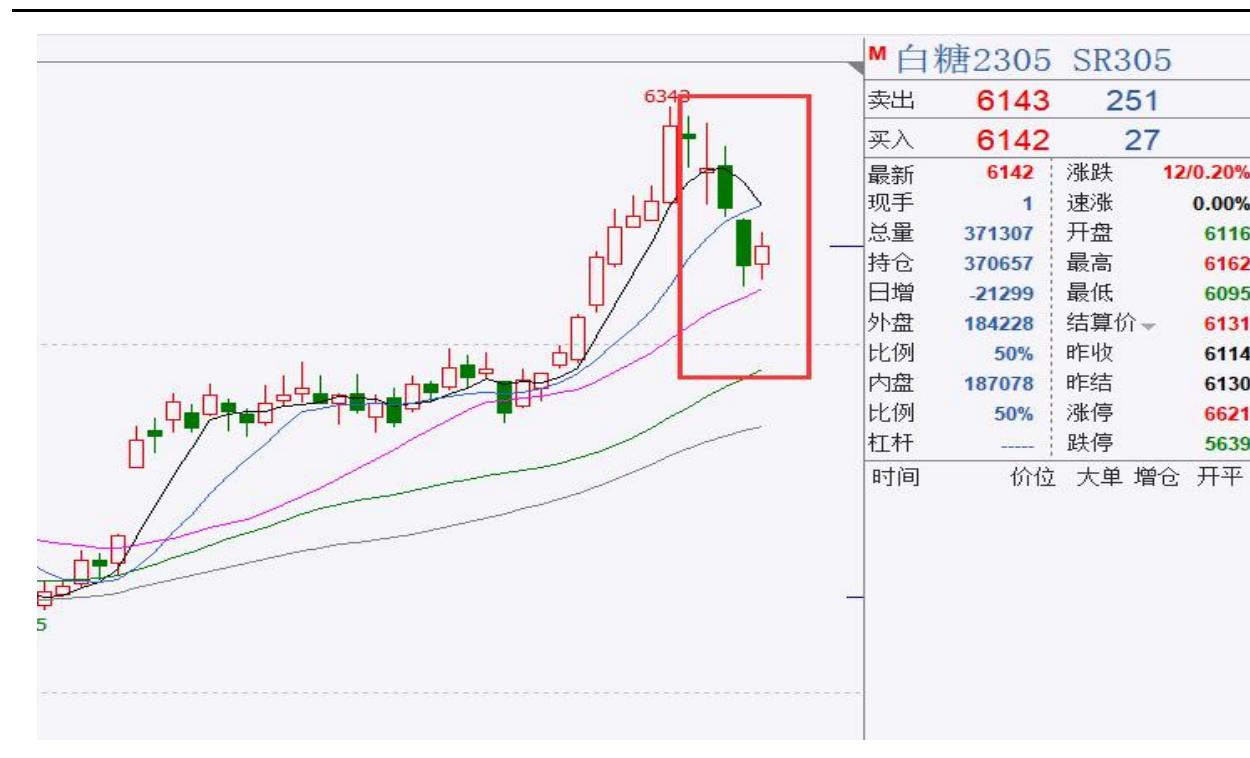 6343
5
M 白糖2305 SR305
卖出 6143 251
买入 6142 27
最新 6142 涨跌 12/0.20%
现手 1 速涨 0.00%
总量 371307 开盘 6116
持仓 370657 最高 6162
日增 -21299 最低 6095
外盘 184228 结算价 6131
比例 50% 昨收 6114
内盘 187078 昨结 6130
比例 50% 涨停 6621
杠杆 ----- 跌停 5639
时间 价位 大单 增仓 开平